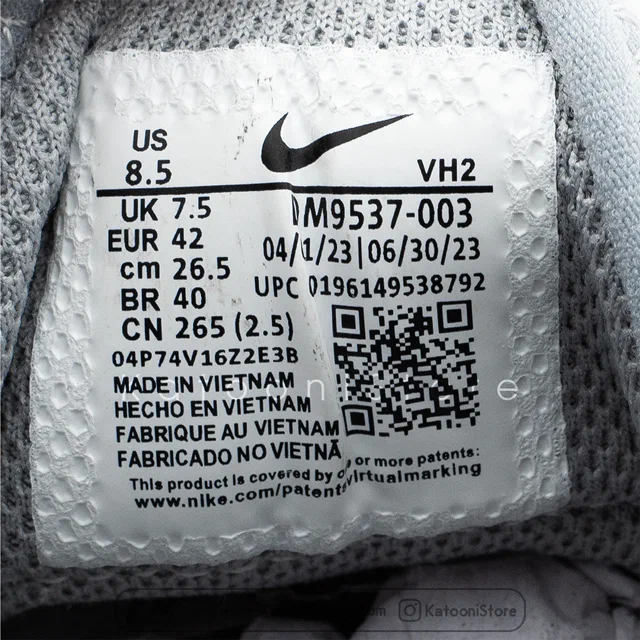 US
8.5
VH2
UK 7.5
M9537-003
EUR 42
04/ 1/23|06/30/23
cm 26.5
UPC 0196149538792
BR 40
CN 265 (2.5)
04P74V16Z2E3B
MADE IN VIETNAM
HECHO EN VIETNAM
FABRIQUE AU VIETNAM
FABRICADO NO VIETNÃ
This product is covered by or more patents:
www.nike.com/patents virtualmarking
KatooniStore